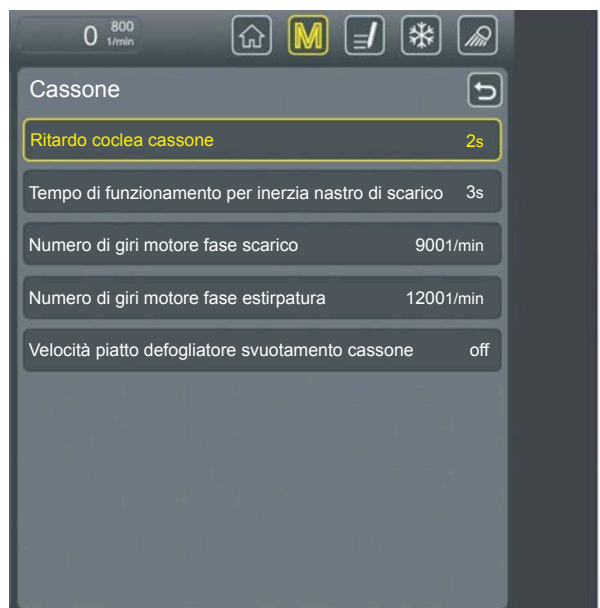 0 800
1/min
M
Cassone
Ritardo coclea cassone 2s
Tempo di funzionamento per inerzia nastro di scarico 3s
Numero di giri motore fase scarico 9001/min
Numero di giri motore fase estirpatura 12001/min
Velocità piatto defogliatore svuotamento cassone off